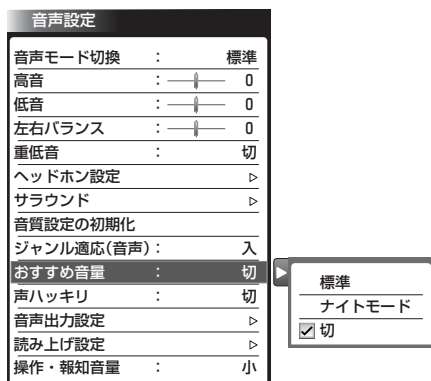 音声設定
音声モード切換 : 標準
高音 : 0
低音 : 0
左右バランス : 0
重低音 : 切
ヘッドホン設定
サラウンド
音質設定の初期化
ジャンル適応(音声) : 入
おすすめ音量 : 切
声ハッキリ : 切
音声出力設定
読み上げ設定
操作・報知音量 : 小
標準
ナイトモード
切